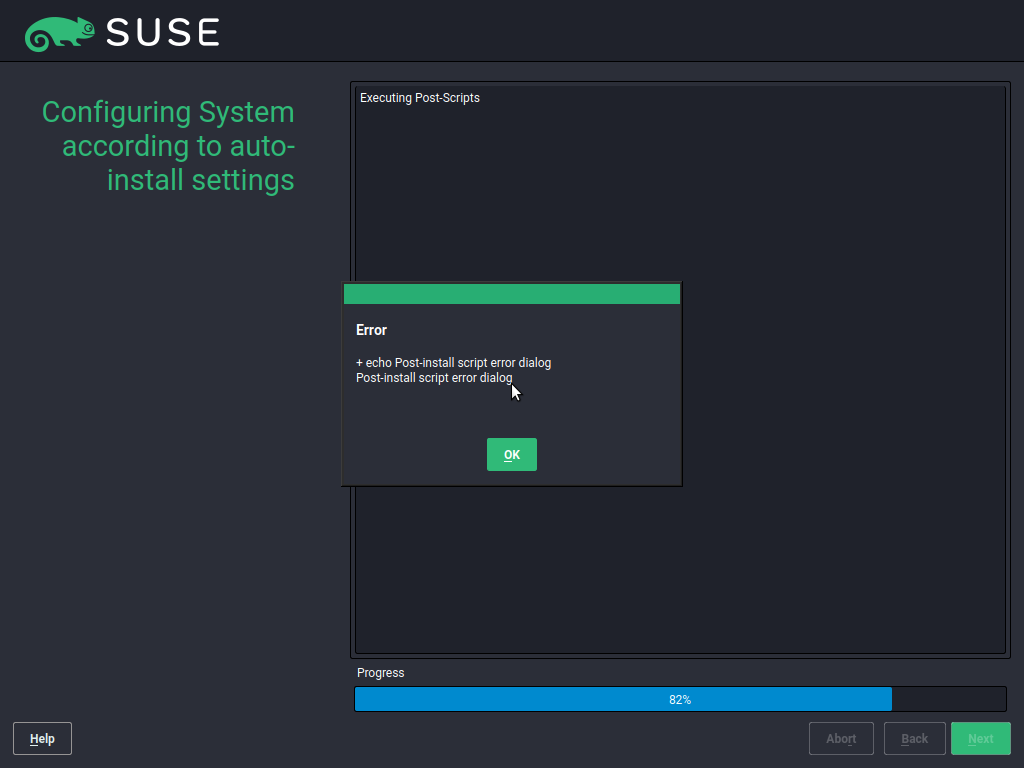 SUSE
Configuring System
according to auto-
install settings
Executing Post-Scripts
Error
+ echo Post-install script error dialog
Post-install script error dialog
OK
Progress
82%
Help
Abort
Back
Next